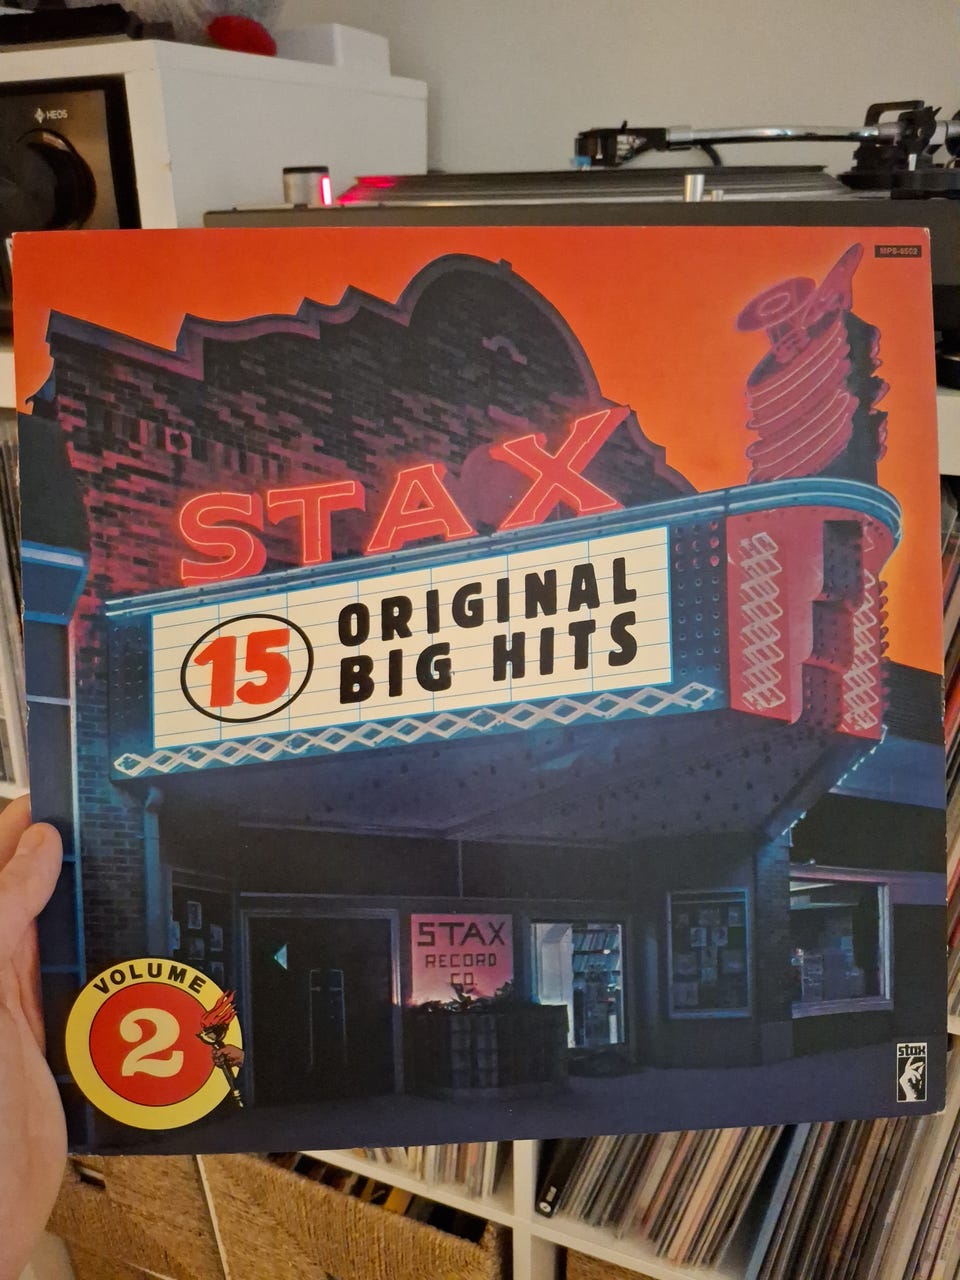 HEOS
MPS-8502
STAX
15 ORIGINAL
BIG HITS
STAX
RECORD
CO.
VOLUME
2
stax